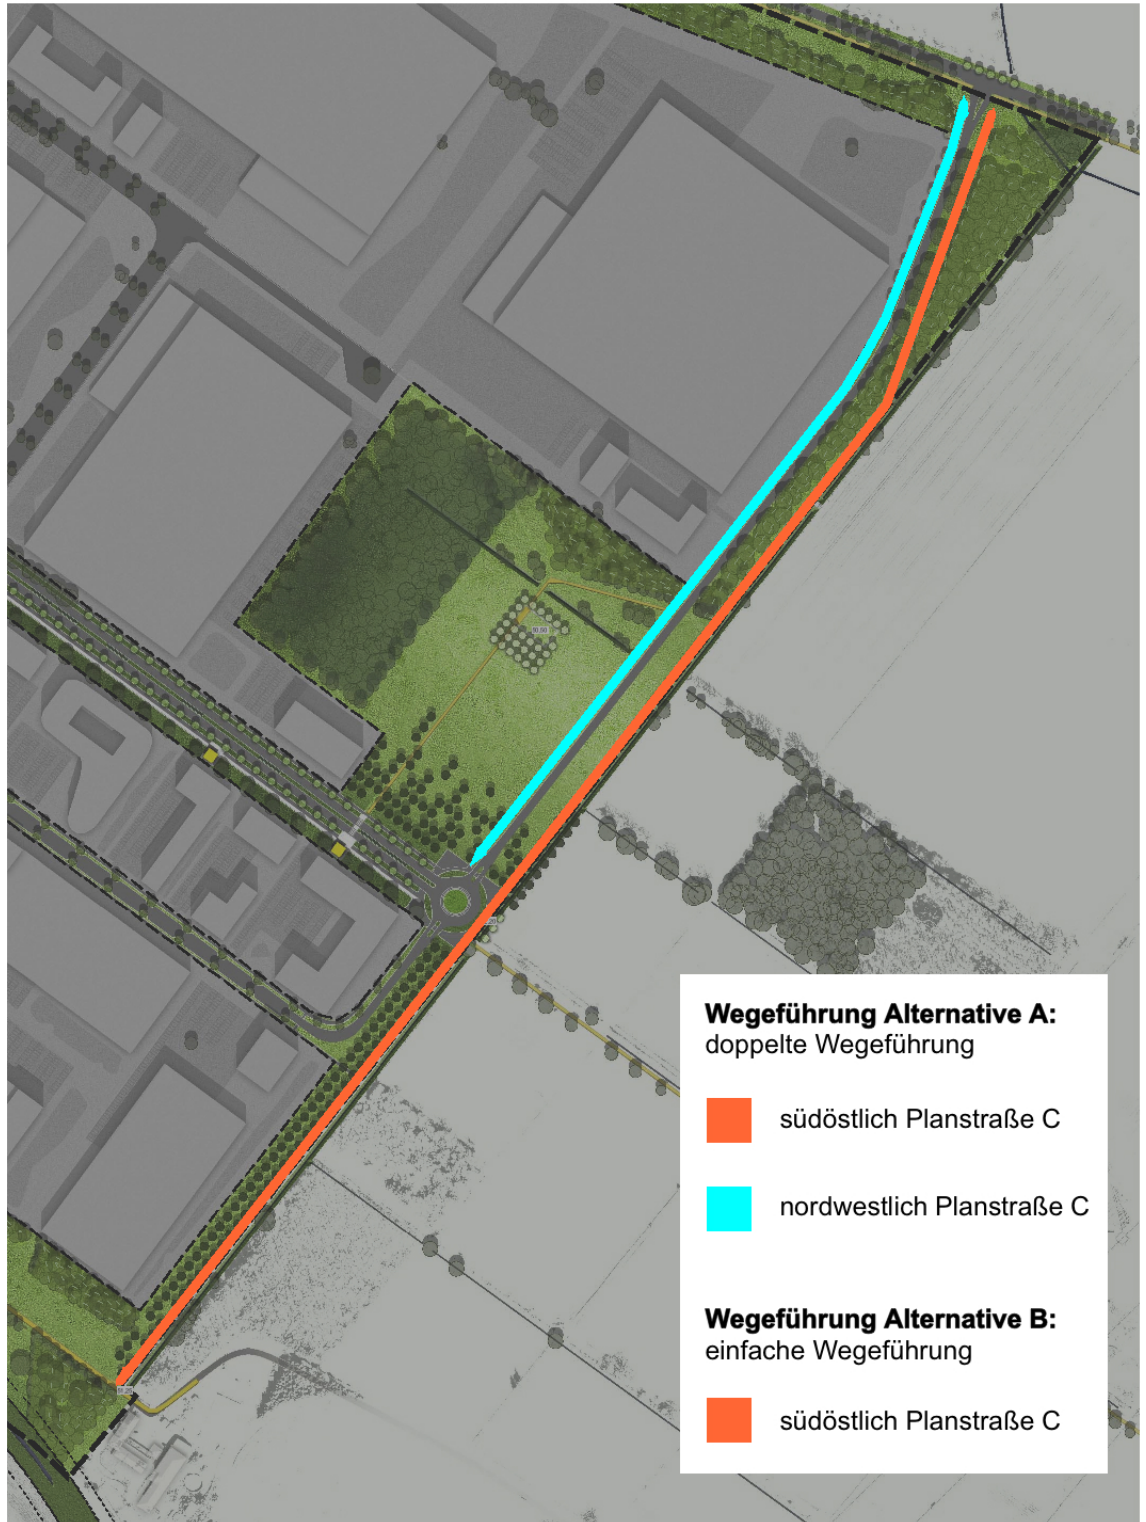 Wegeführung Alternative A:
doppelte Wegeführung
südöstlich Planstraße C
nordwestlich Planstraße C
Wegeführung Alternative B:
einfache Wegeführung
südöstlich Planstraße C